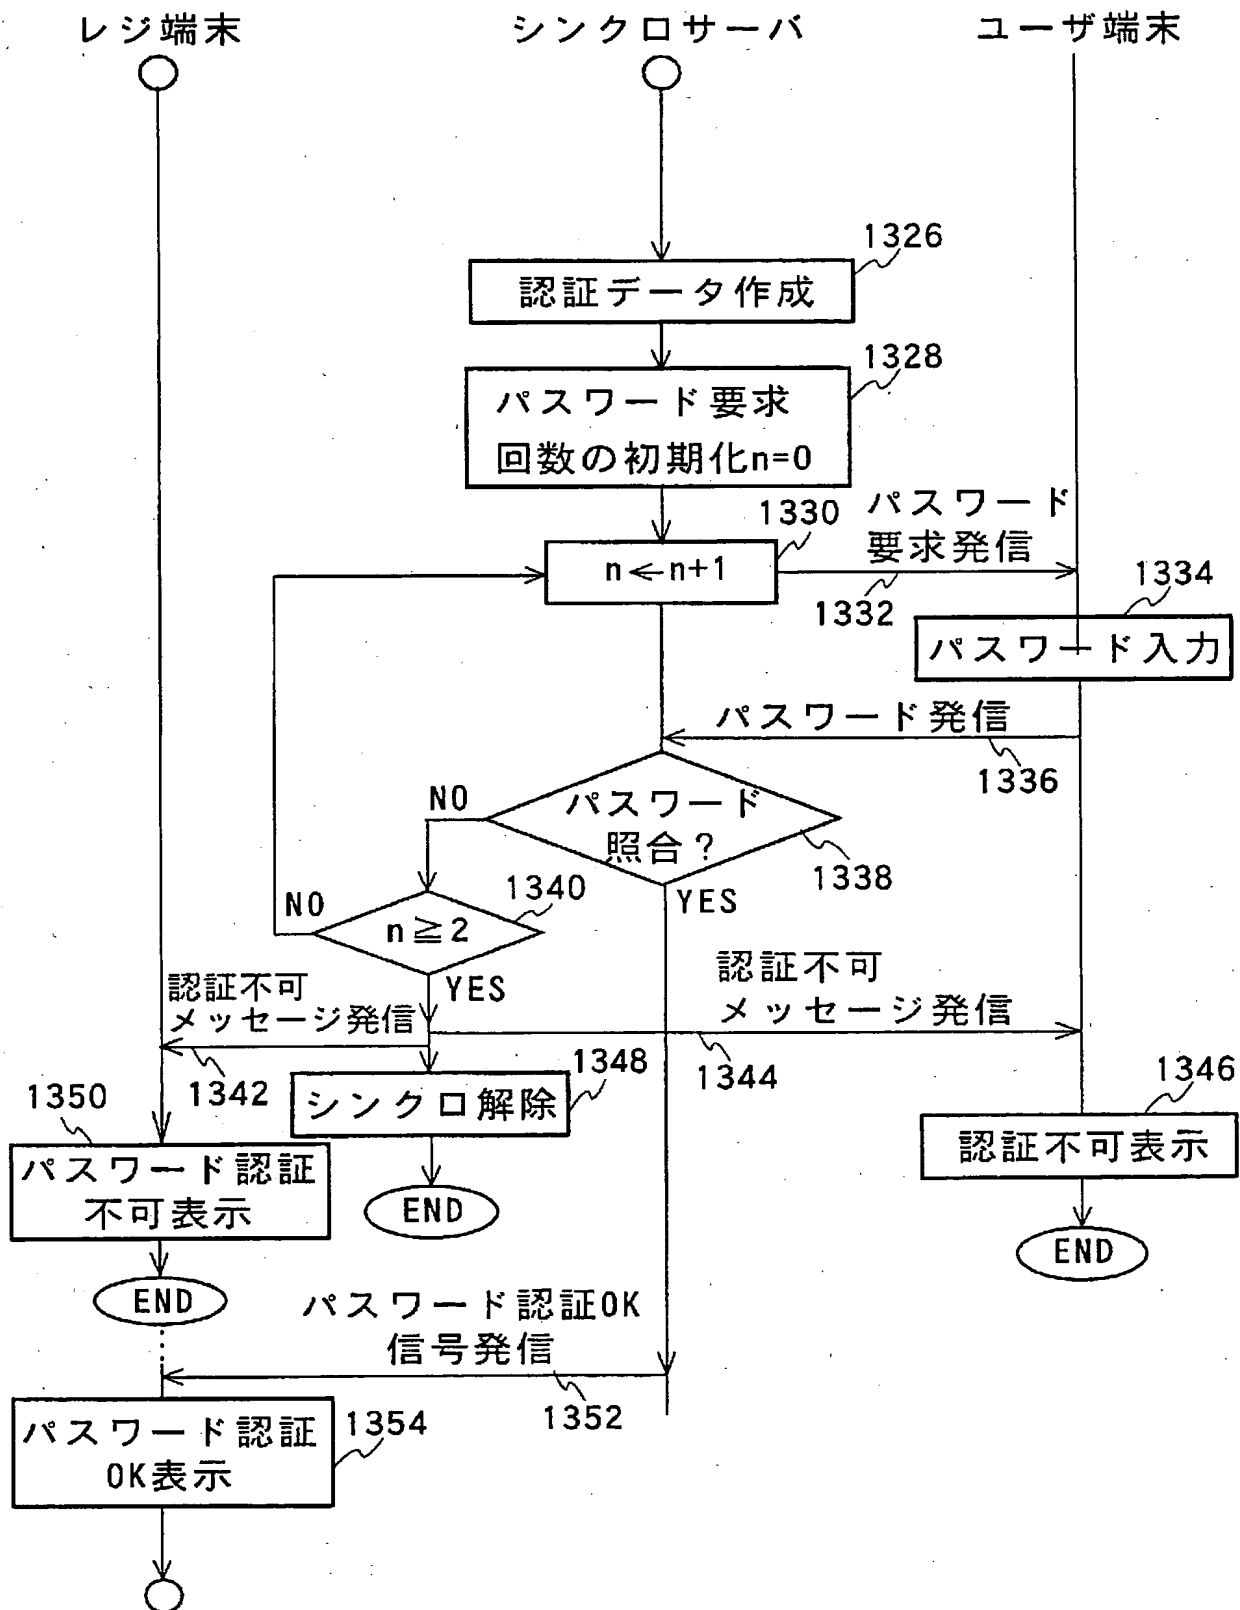 レジ端末
シンクロサーバ
ユーザ端末
1326
認証データ作成
1328
パスワード要求
回数の初期化n=0
1330
n←n+1
パスワード
要求発信
1332
1334
パスワード入力
パスワード発信
1336
パスワード
照合?
1338
NO
YES
1340
n≧2
NO
YES
認証不可
メッセージ発信
1342
認証不可
メッセージ発信
1344
1348
シンクロ解除
END
1346
認証不可表示
END
1350
パスワード認証
不可表示
END
パスワード認証OK
信号発信
1352
パスワード認証
OK表示
1354